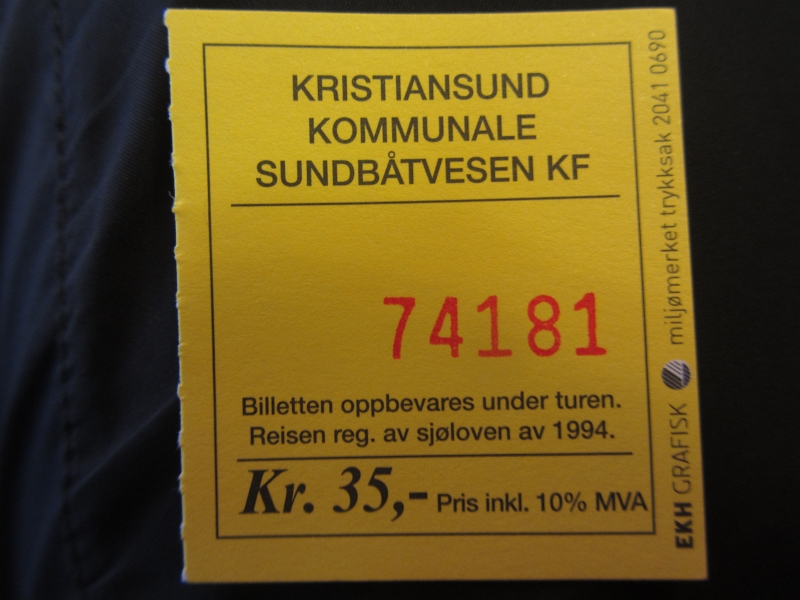 KRISTIANSUND
KOMMUNALE
SUNDBÅTVESEN KF
74181
Billetten oppbevares under turen.
Reisen reg. av sjøloven av 1994.
Kr. 35,- Pris inkl. 10% MVA
EKH GRAFISK miljømerket trykksak 2041 0690